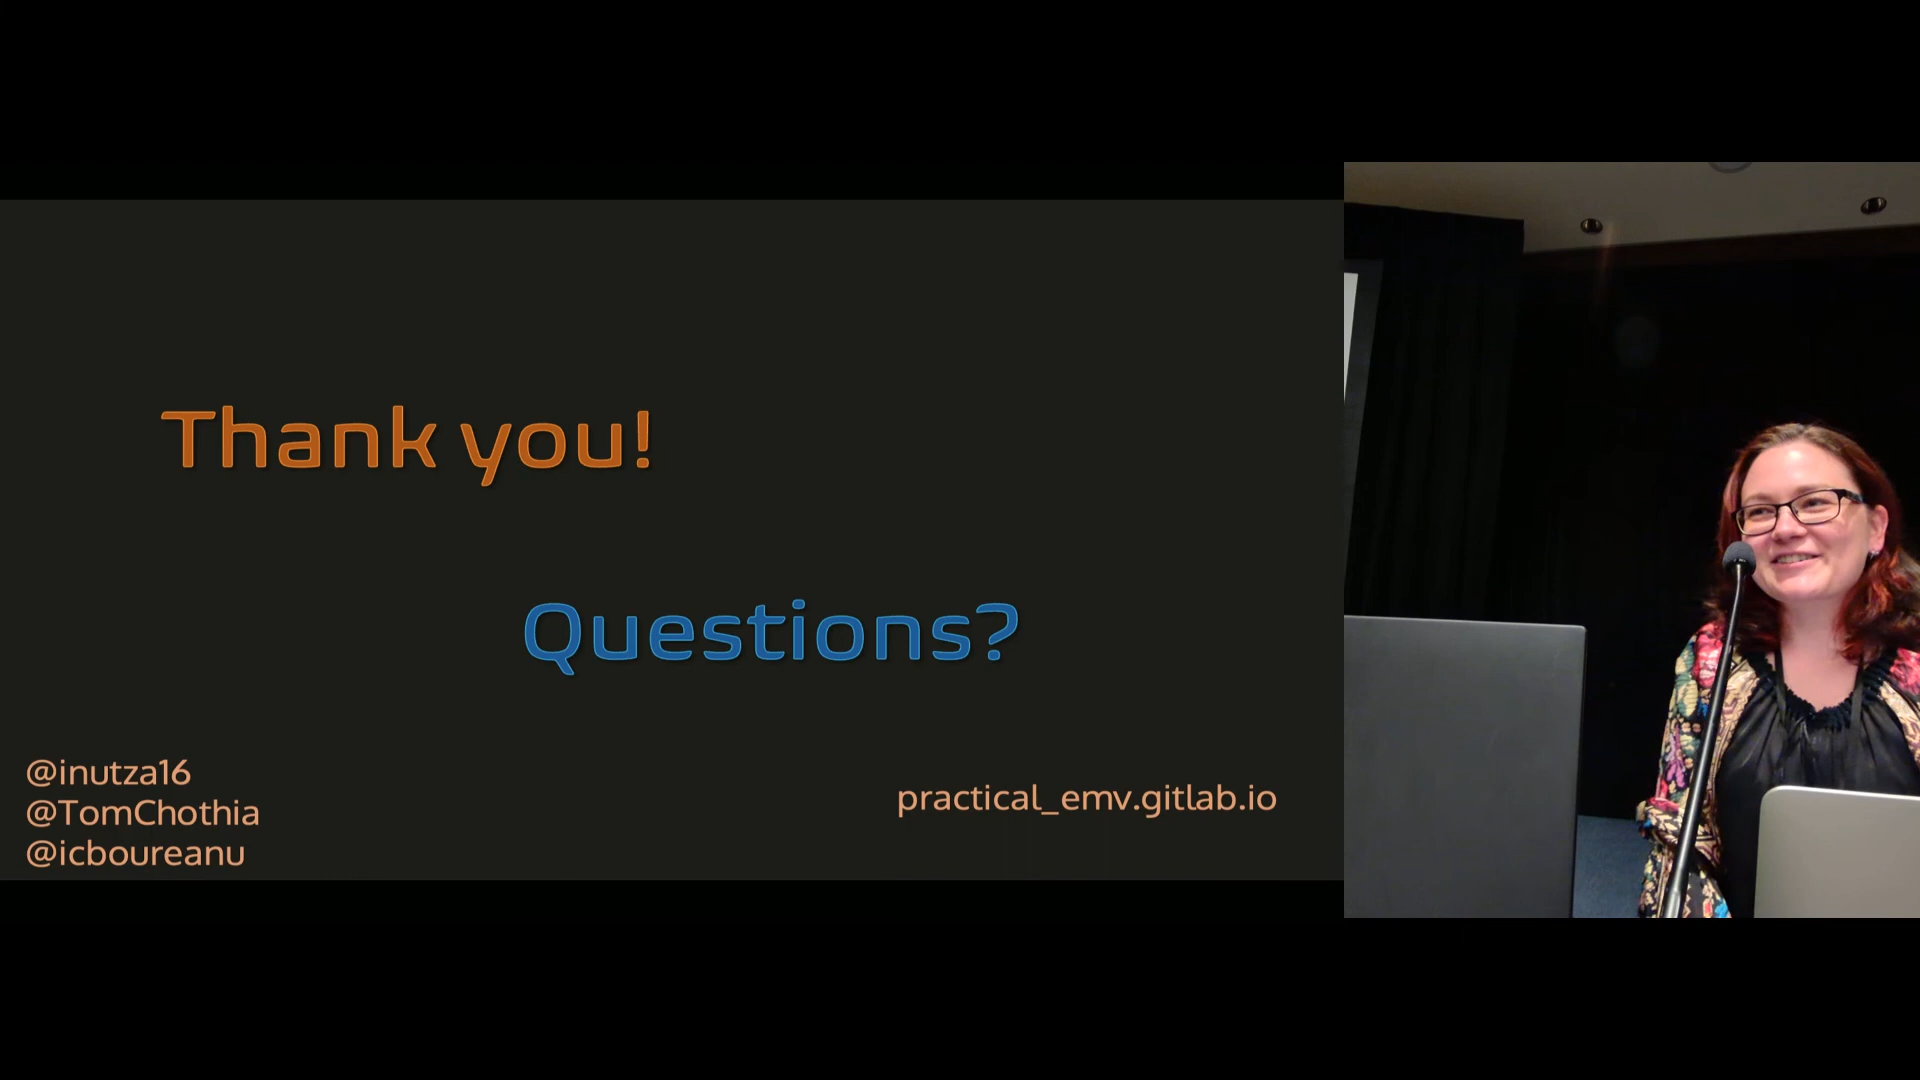 Thank you!
Questions?
@inutza16
@TomChothia
@icboureanu
practical_emv.gitlab.io